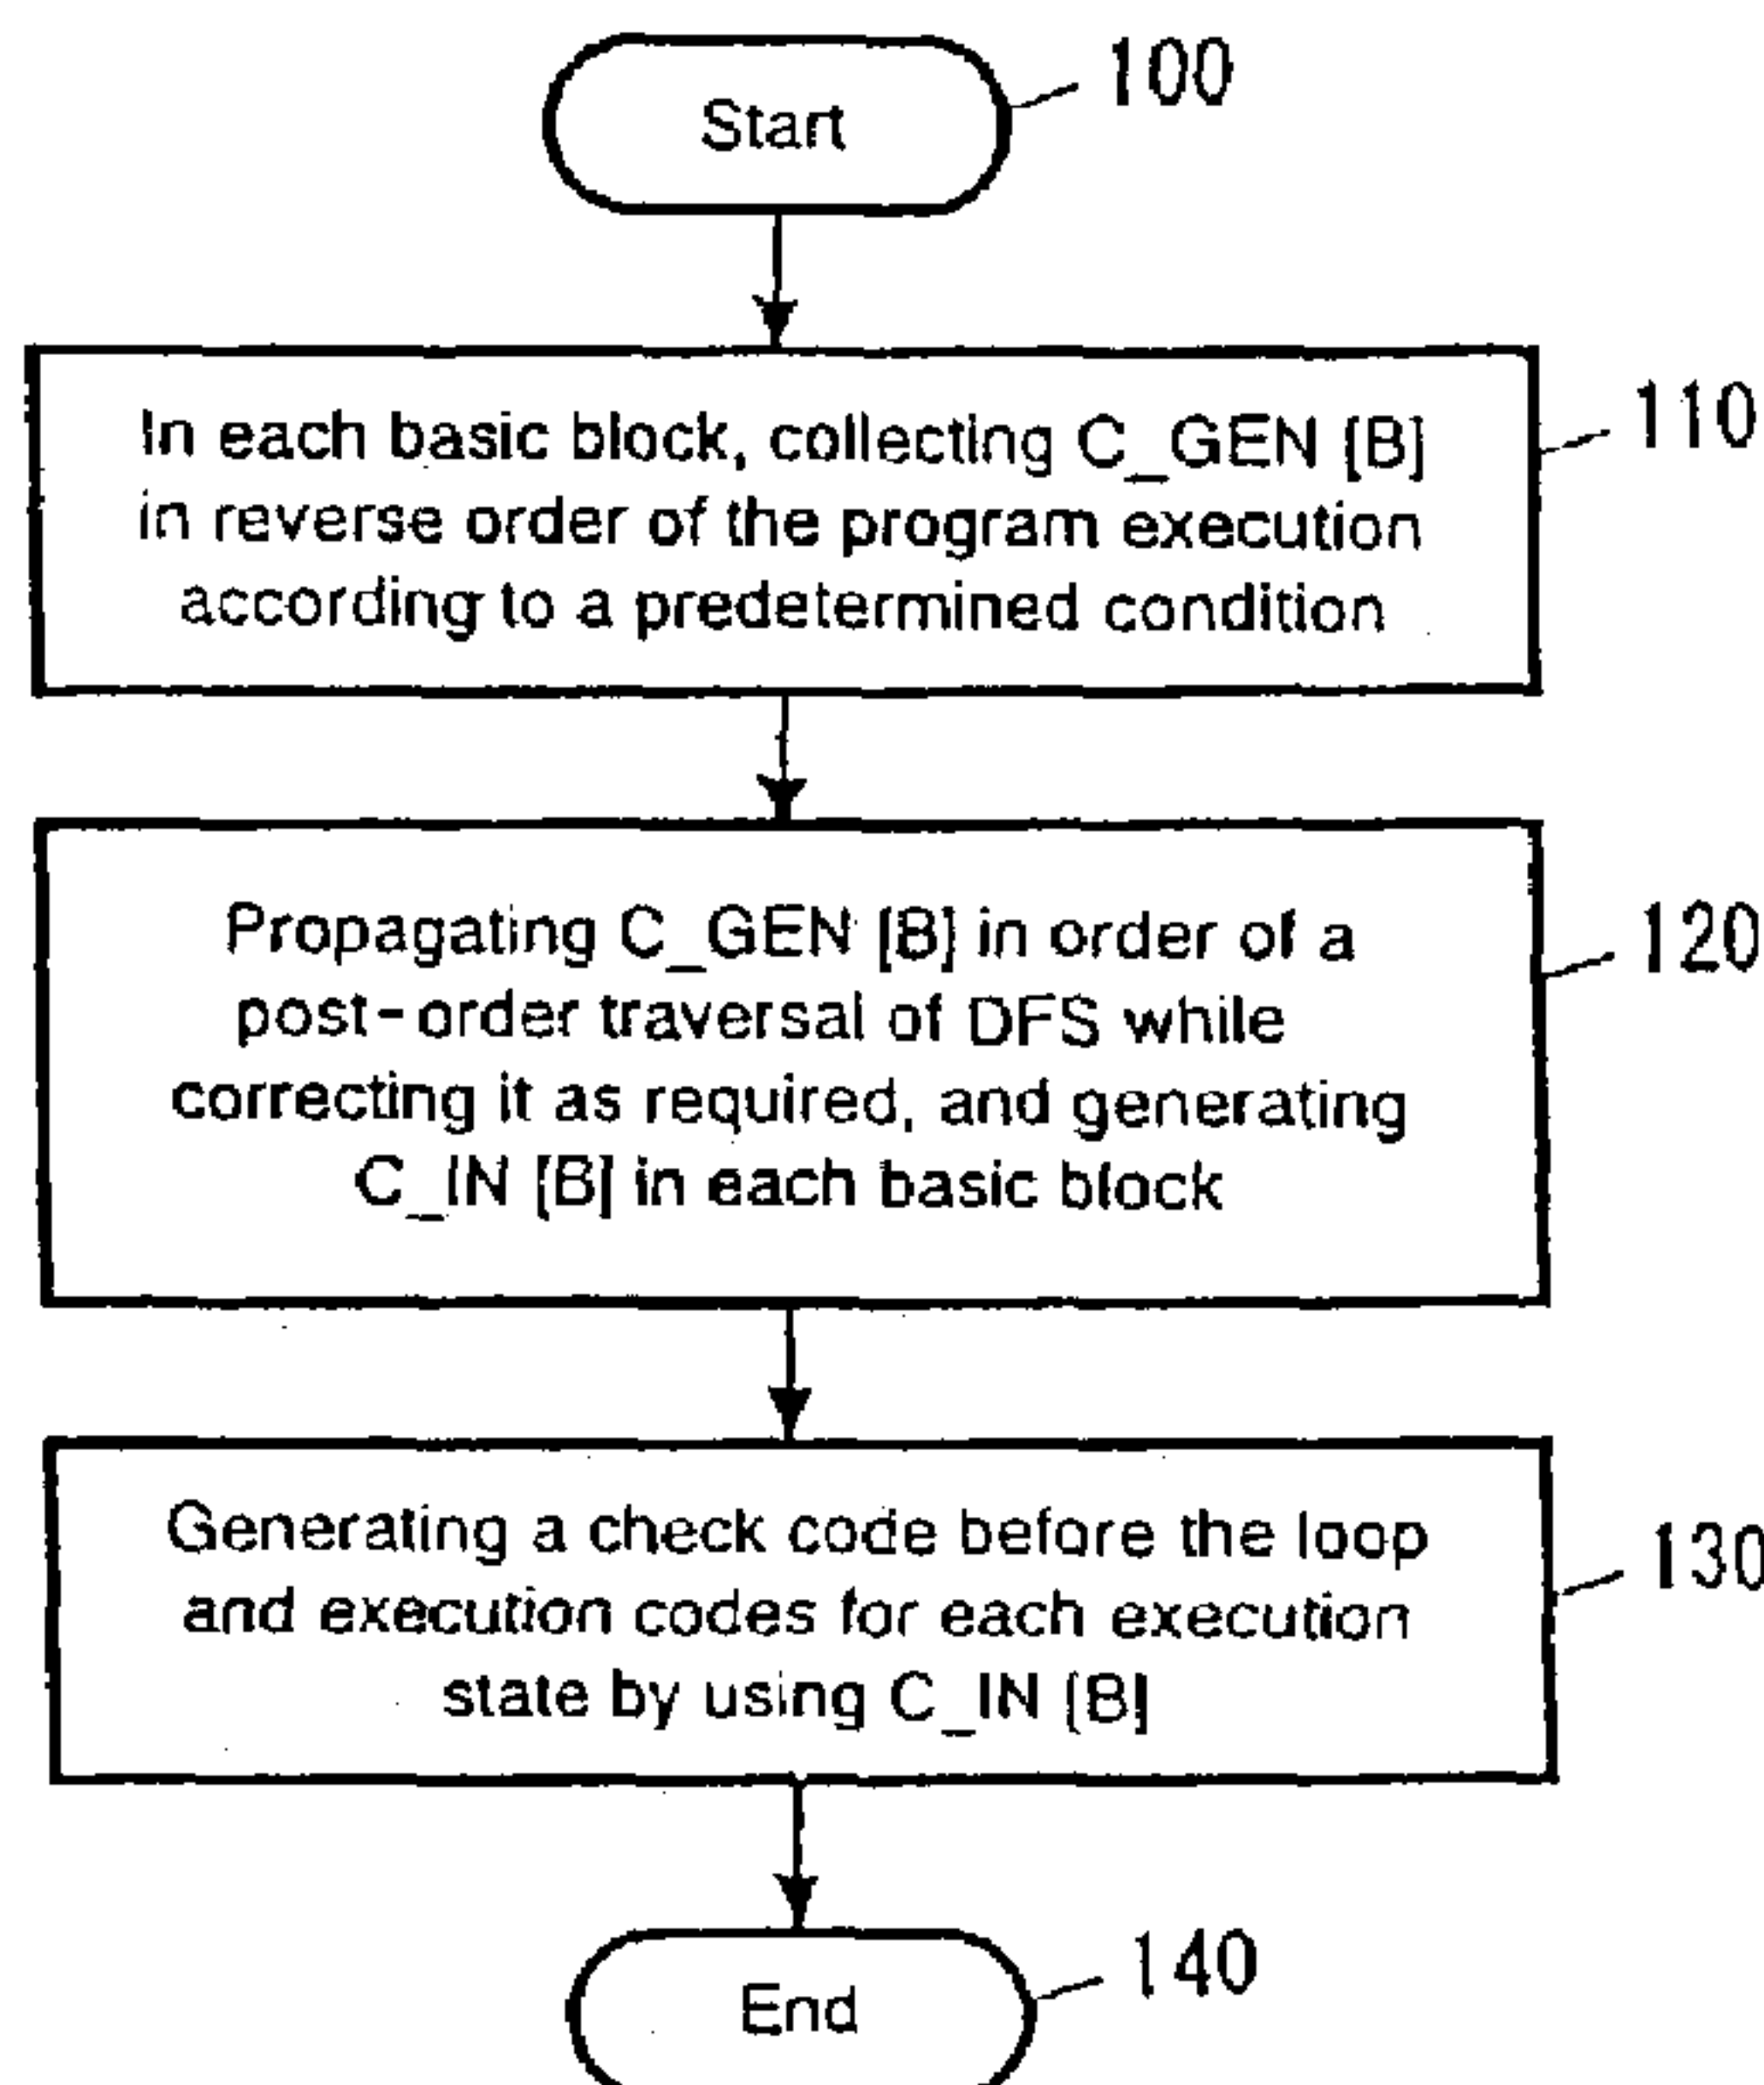 Start
100
In each basic block, collecting C_GEN [B]
in reverse order of the program execution
according to a predetermined condition
110
Propagating C_GEN [B] in order of a
post-order traversal of DFS while
correcting it as required, and generating
C_IN [B] in each basic block
120
Generating a check code before the loop
and execution codes for each execution
state by using C_IN [B]
130
End
140